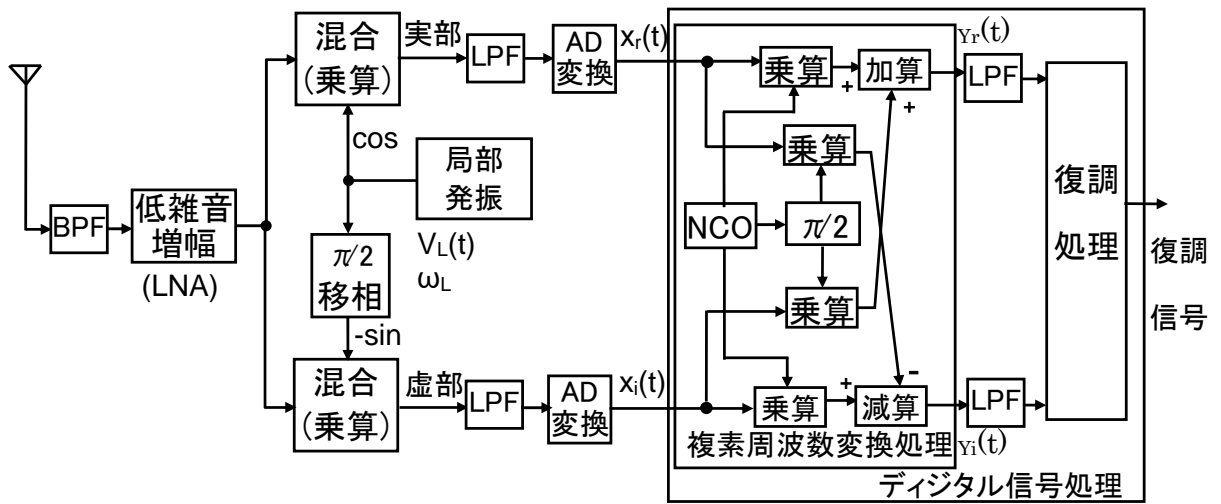 混合
(乗算)
実部
LPF
AD
変換
xr(t)
乗算
+
加算
+
Yr(t)
LPF
cos
局部
発振
VL(t)
ωL
乗算
NCO
π/2
乗算
BPF
低雑音
増幅
(LNA)
π/2
移相
-sin
混合
(乗算)
虚部
LPF
AD
変換
xi(t)
乗算
+
減算
-
Yi(t)
LPF
複素周波数変換処理
ディジタル信号処理
復調
処理
復調
信号